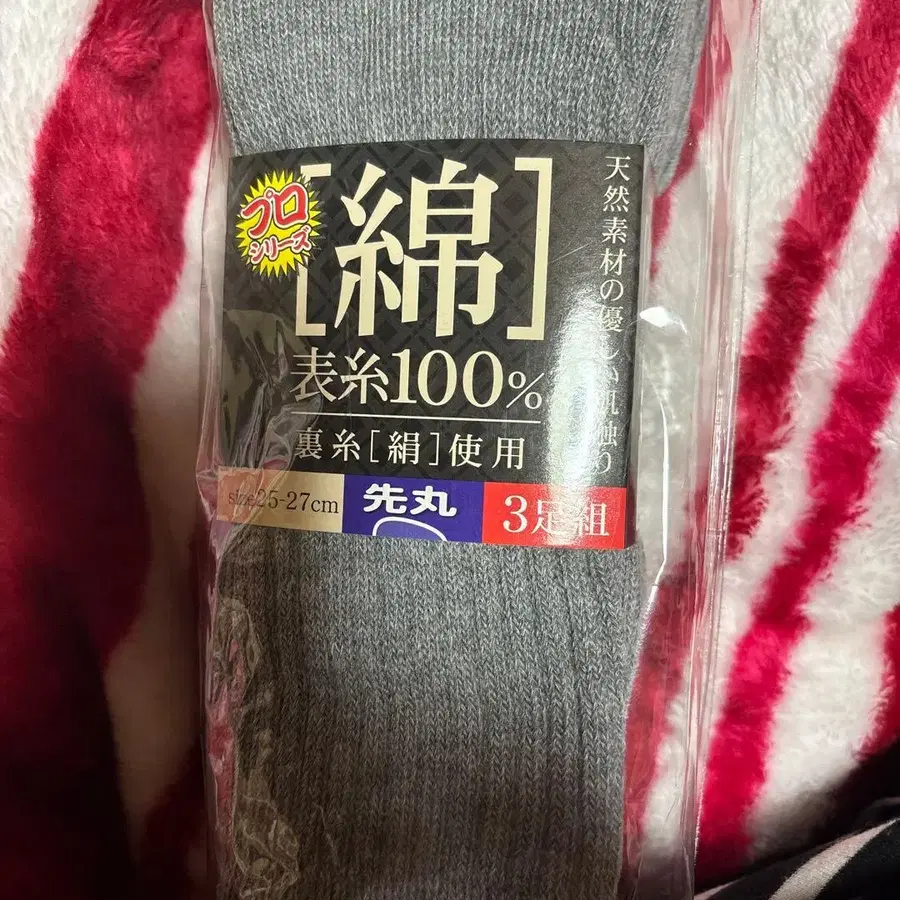 プロ
シリーズ
[綿]
表糸100%
裏糸[絹]使用
天然素材の優しい肌触り
size25-27cm
先丸
3足組